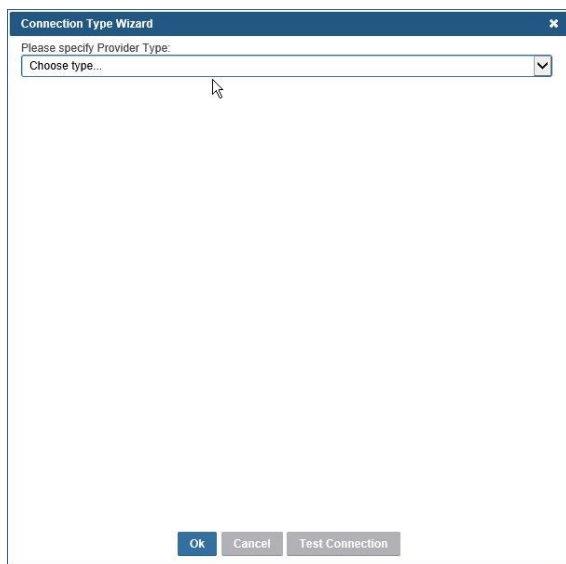 Connection Type Wizard
Please specify Provider Type:
Choose type...
Ok Cancel Test Connection